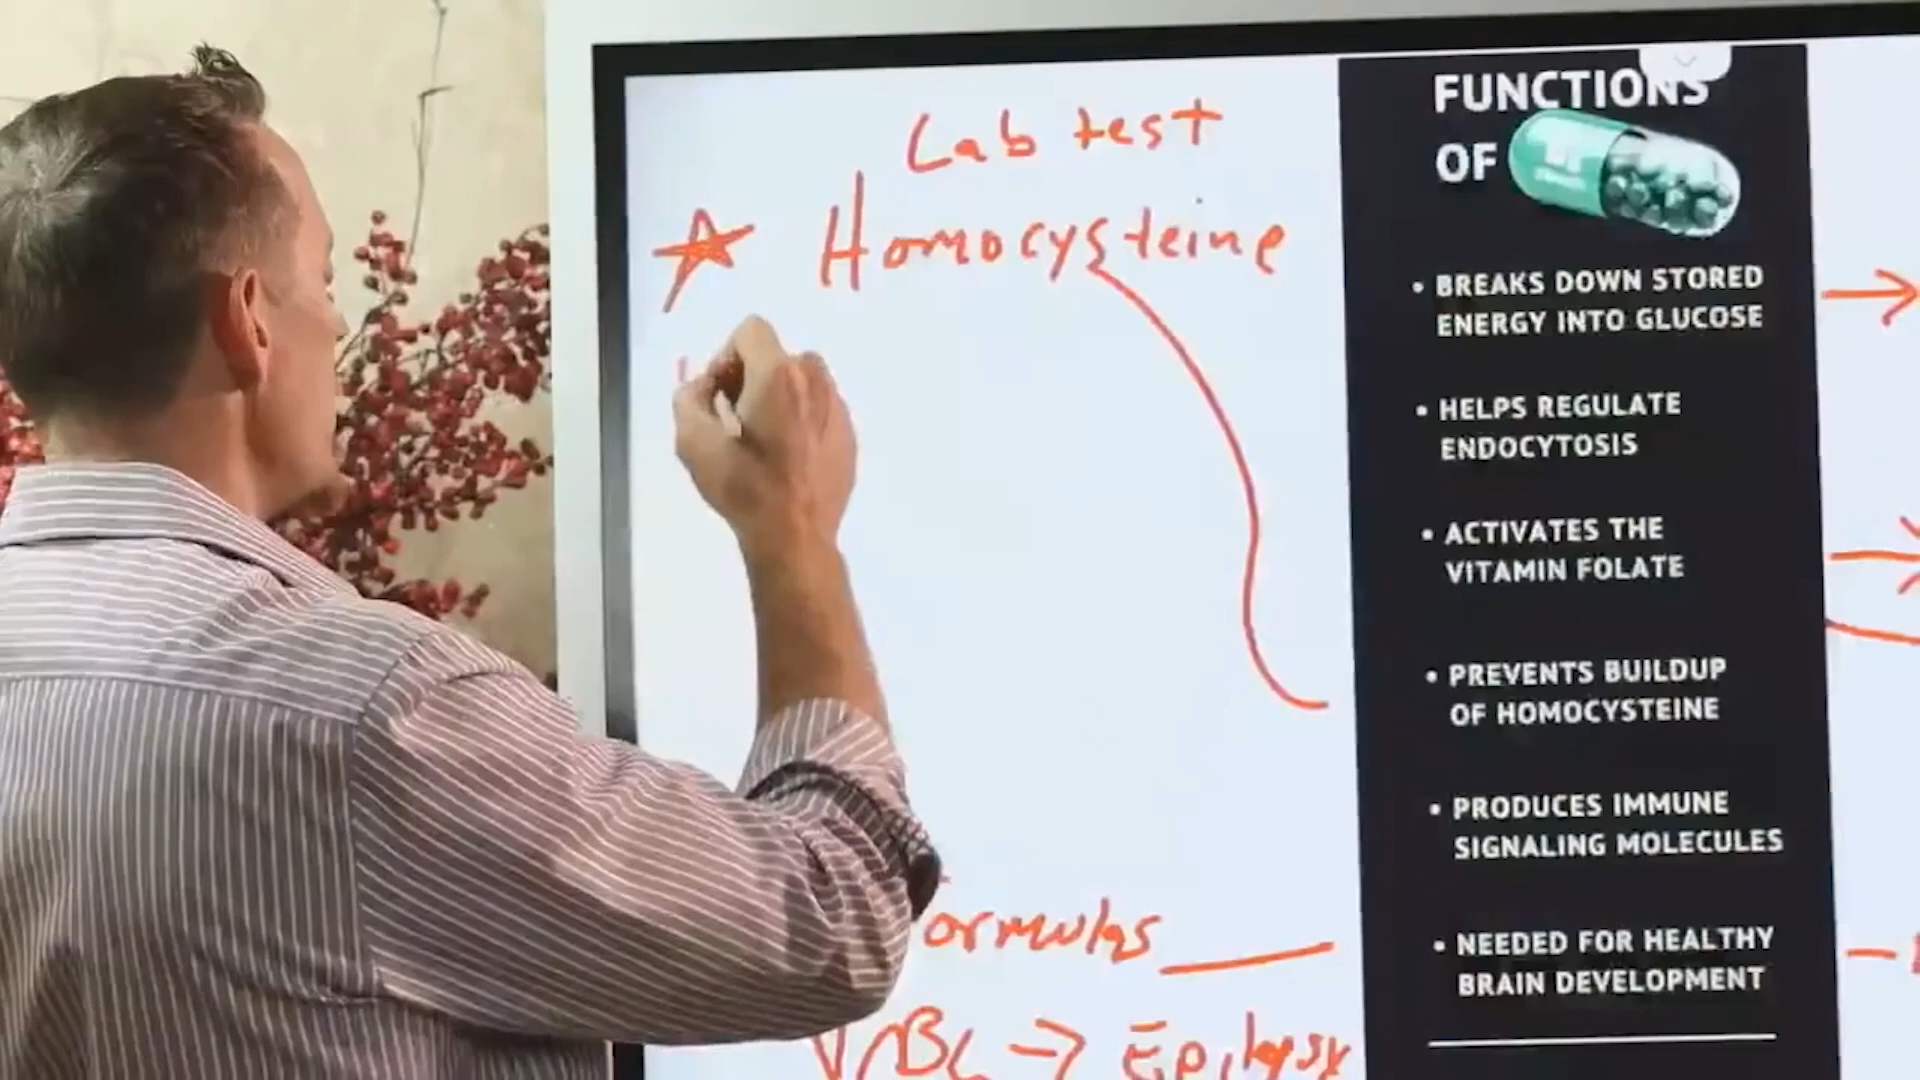 Lab test
Homocysteine
ormulas
Epilepsy
FUNCTIONS
OF
• BREAKS DOWN STORED
ENERGY INTO GLUCOSE
• HELPS REGULATE
ENDOCYTOSIS
• ACTIVATES THE
VITAMIN FOLATE
• PREVENTS BUILDUP
OF HOMOCYSTEINE
• PRODUCES IMMUNE
SIGNALING MOLECULES
• NEEDED FOR HEALTHY
BRAIN DEVELOPMENT